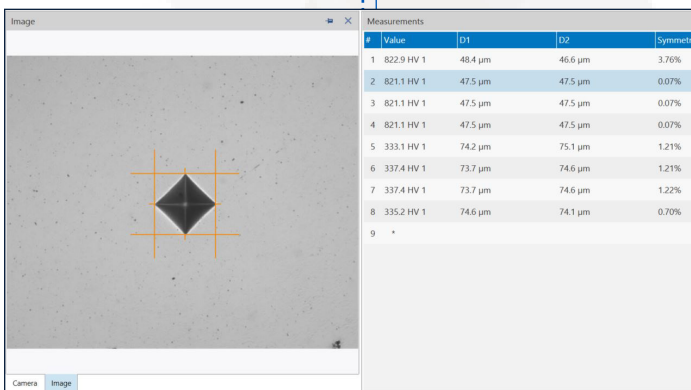 Image
Measurements
# Value D1 D2 Symmetr
1 822.9 HV 1 48.4 µm 46.6 µm 3.76%
2 821.1 HV 1 47.5 µm 47.5 µm 0.07%
3 821.1 HV 1 47.5 µm 47.5 µm 0.07%
4 821.1 HV 1 47.5 µm 47.5 µm 0.07%
5 333.1 HV 1 74.2 µm 75.1 µm 1.21%
6 337.4 HV 1 73.7 µm 74.6 µm 1.21%
7 337.4 HV 1 73.7 µm 74.6 µm 1.22%
8 335.2 HV 1 74.6 µm 74.1 µm 0.70%
9 *
Camera Image